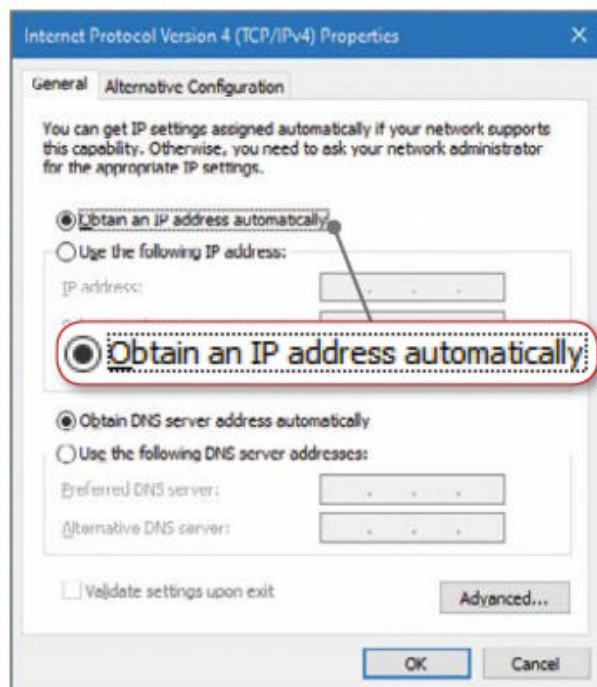 Internet Protocol Version 4 (TCP/IPv4) Properties
General
Alternative Configuration
You can get IP settings assigned automatically if your network supports
this capability. Otherwise, you need to ask your network administrator
for the appropriate IP settings.
Obtain an IP address automatically
Use the following IP address:
IP address:
Obtain an IP address automatically
Obtain DNS server address automatically
Use the following DNS server addresses:
Preferred DNS server:
Alternative DNS server:
Validate settings upon exit
Advanced...
OK
Cancel